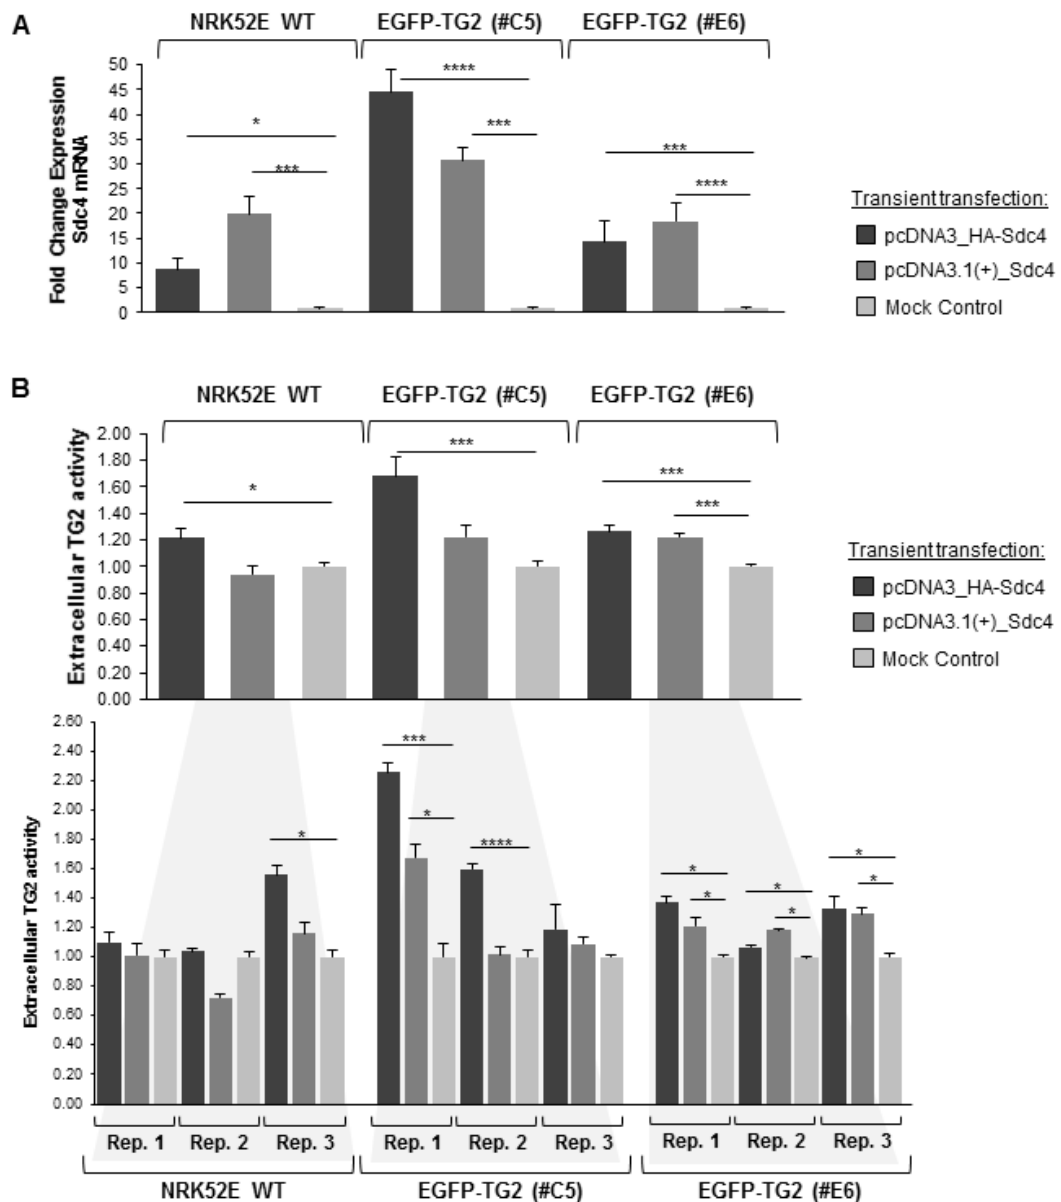 A
NRK52E WT
EGFP-TG2 (#C5)
EGFP-TG2 (#E6)
Fold Change Expression
Sdc4 mRNA
50
45
40
35
30
25
20
15
10
5
0
*
***
****
***
***
****
Transient transfection:
pcDNA3_HA-Sdc4
pcDNA3.1(+)_Sdc4
Mock Control
B
NRK52E WT
EGFP-TG2 (#C5)
EGFP-TG2 (#E6)
Extracellular TG2 activity
2.00
1.80
1.60
1.40
1.20
1.00
0.80
0.60
0.40
0.20
0.00
*
***
***
***
Transient transfection:
pcDNA3_HA-Sdc4
pcDNA3.1(+)_Sdc4
Mock Control
Extracellular TG2 activity
2.60
2.40
2.20
2.00
1.80
1.60
1.40
1.20
1.00
0.80
0.60
0.40
0.20
0.00
*
***
*
****
*
*
*
*
*
*
Rep. 1
Rep. 2
Rep. 3
Rep. 1
Rep. 2
Rep. 3
Rep. 1
Rep. 2
Rep. 3
NRK52E WT
EGFP-TG2 (#C5)
EGFP-TG2 (#E6)